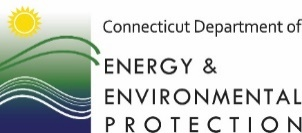 Connecticut Department of
ENERGY &
ENVIRONMENTAL
PROTECTION